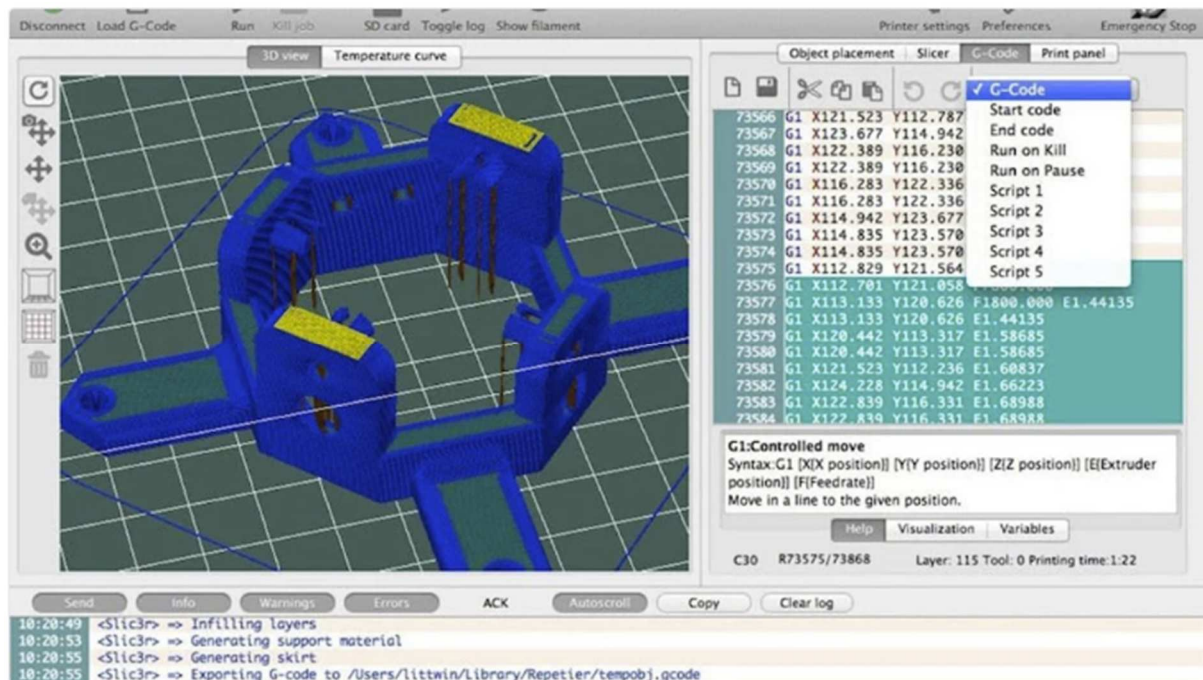 Disconnect Load G-Code Run Kill job SD card Toggle log Show filament Printer settings Preferences Emergency Stop
3D view Temperature curve
Object placement Slicer G-Code Print panel
✓ G-Code
Start code
End code
Run on Kill
Run on Pause
Script 1
Script 2
Script 3
Script 4
Script 5
73566 G1 X121.523 Y112.787
73567 G1 X123.677 Y114.942
73568 G1 X122.389 Y116.230
73569 G1 X122.389 Y116.230
73570 G1 X116.283 Y122.336
73571 G1 X116.283 Y122.336
73572 G1 X114.942 Y123.677
73573 G1 X114.835 Y123.570
73574 G1 X114.835 Y123.570
73575 G1 X112.829 Y121.564
73576 G1 X112.701 Y121.058
73577 G1 X113.133 Y120.626 F1800.000 E1.44135
73578 G1 X113.133 Y120.626 E1.44135
73579 G1 X120.442 Y113.317 E1.58685
73580 G1 X120.442 Y113.317 E1.58685
73581 G1 X121.523 Y112.236 E1.60837
73582 G1 X124.228 Y114.942 E1.66223
73583 G1 X122.839 Y116.331 E1.68988
73584 G1 X122.839 Y116.331 E1.68988
G1:Controlled move
Syntax:G1 [X{X position}] [Y{Y position}] [Z{Z position}] [E{Extruder
position}] [F{Feedrate}]
Move in a line to the given position.
Help Visualization Variables
C30 R73575/73868 Layer: 115 Tool: 0 Printing time:1:22
Send Info Warnings Errors ACK Autoscroll Copy Clear log
10:20:49 <Slic3r> => Infilling layers
10:20:53 <Slic3r> => Generating support material
10:20:55 <Slic3r> => Generating skirt
10:20:55 <Slic3r> => Exporting G-code to /Users/littwin/Library/Repetier/tempobj.gcode